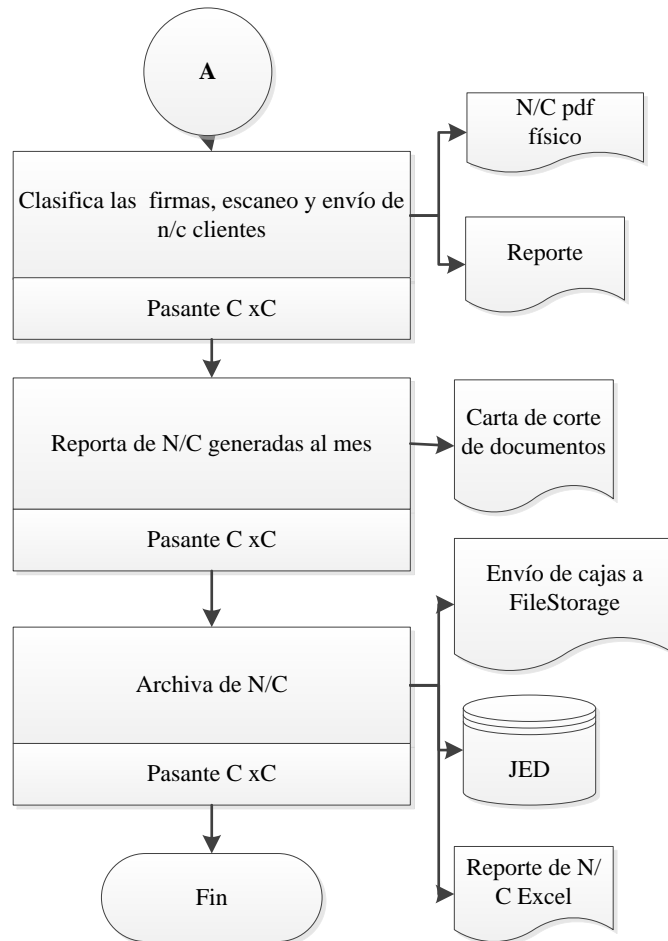 A
Clasifica las firmas, escaneo y envío de
n/c clientes
Pasante C xC
N/C pdf
físico
Reporte
Reporta de N/C generadas al mes
Pasante C xC
Carta de corte
de documentos
Archiva de N/C
Pasante C xC
Envío de cajas a
FileStorage
JED
Reporte de N/
C Excel
Fin